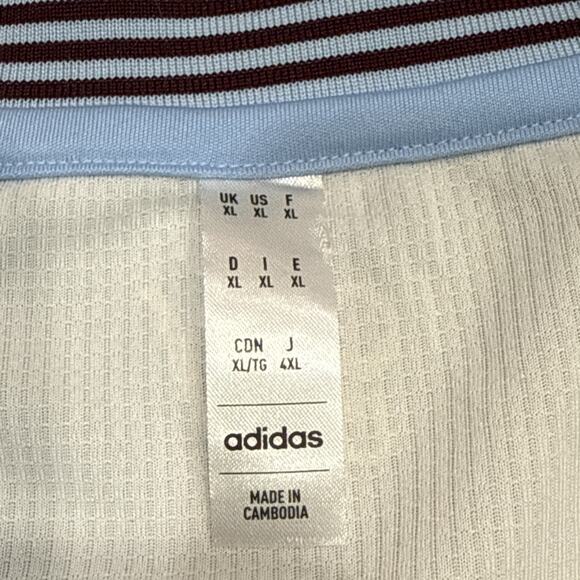 UK US F
XL XL XL
D I E
XL XL XL
CDN J
XL/TG 4XL
adidas
MADE IN
CAMBODIA